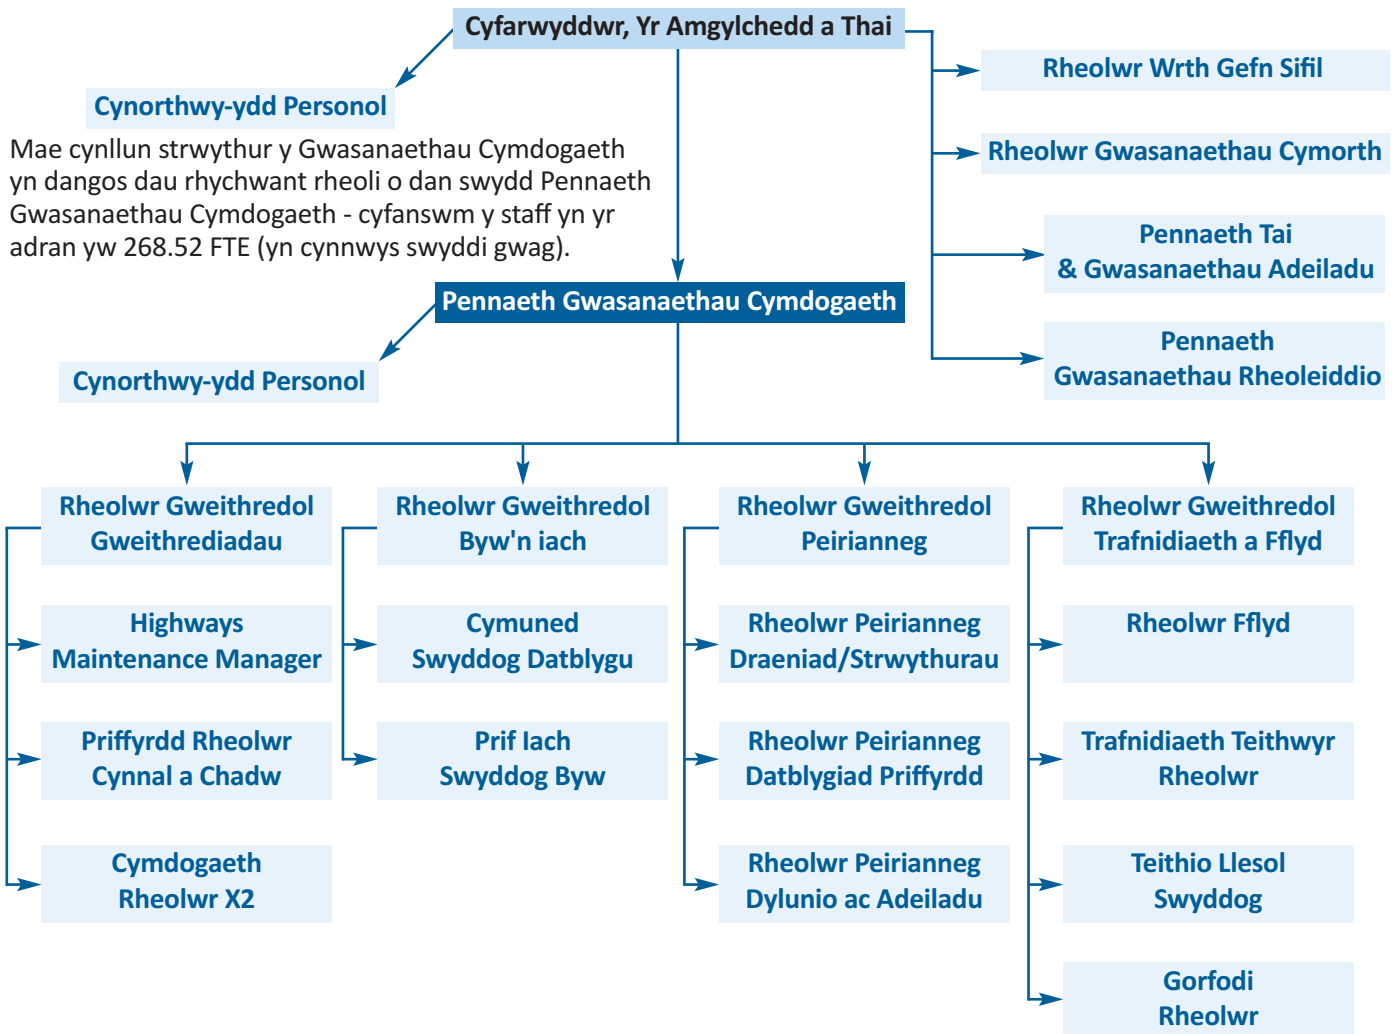 Cyfarwyddwr, Yr Amgylchedd a Thai
Cynorthwy-ydd Personol
Mae cynllun strwythur y Gwasanaethau Cymdogaeth
yn dangos dau rhychwant rheoli o dan swydd Pennaeth
Gwasanaethau Cymdogaeth - cyfanswm y staff yn yr
adran yw 268.52 FTE (yn cynnwys swyddi gwag).
Rheolwr Wrth Gefn Sifil
Rheolwr Gwasanaethau Cymorth
Pennaeth Tai
& Gwasanaethau Adeiladu
Pennaeth
Gwasanaethau Rheoleiddio
Pennaeth Gwasanaethau Cymdogaeth
Cynorthwy-ydd Personol
Rheolwr Gweithredol
Gweithrediadau
Highways
Maintenance Manager
Priffyrdd Rheolwr
Cynnal a Chadw
Cymdogaeth
Rheolwr X2
Rheolwr Gweithredol
Byw'n iach
Cymuned
Swyddog Datblygu
Prif Iach
Swyddog Byw
Rheolwr Gweithredol
Peirianneg
Rheolwr Peirianneg
Draeniad/Strwythurau
Rheolwr Peirianneg
Datblygiad Priffyrdd
Rheolwr Peirianneg
Dylunio ac Adeiladu
Rheolwr Gweithredol
Trafnidiaeth a Fflyd
Rheolwr Fflyd
Trafnidiaeth Teithwyr
Rheolwr
Teithio Llesol
Swyddog
Gorfodi
Rheolwr